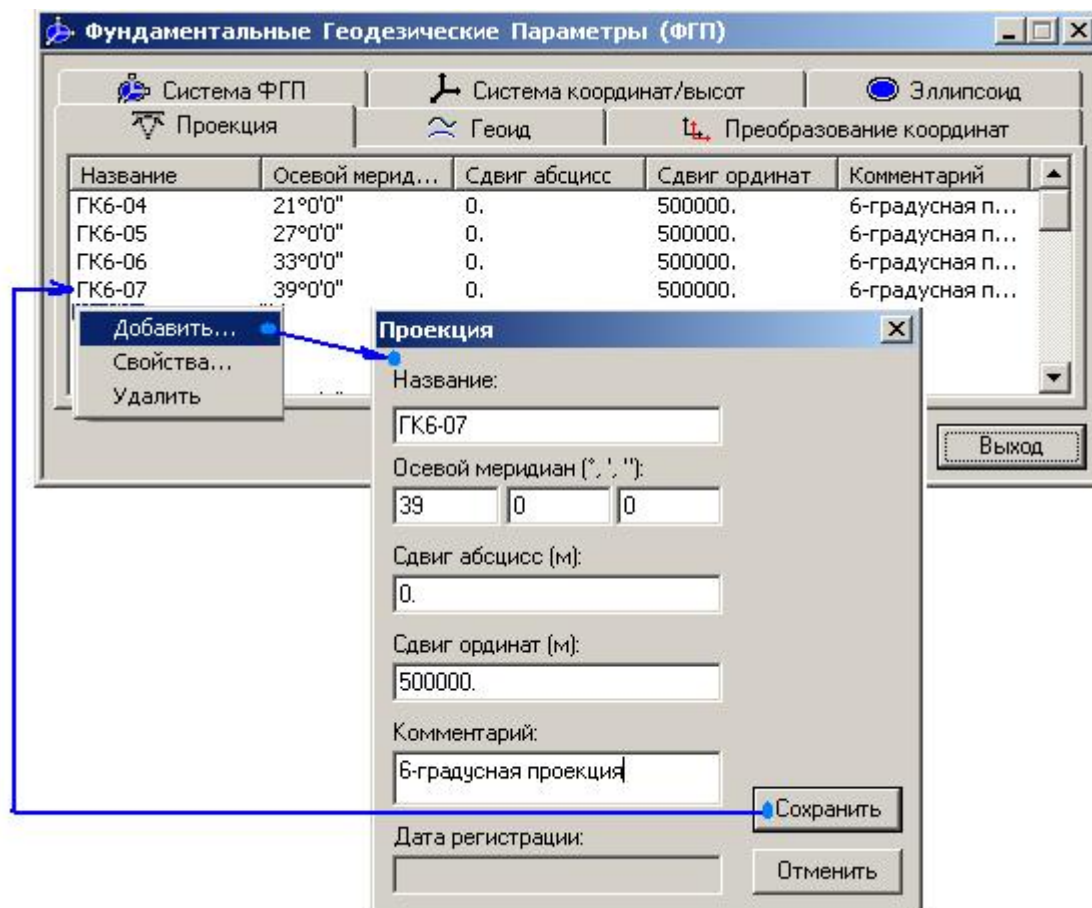 Фундаментальные Геодезические Параметры (ФГП)
Система ФГП Система координат/высот Эллипсоид
Проекция Геоид Преобразование координат
Название Осевой мерид... Сдвиг абсцисс Сдвиг ординат Комментарий
ГК6-04 21°0'0" 0. 500000. 6-градусная п...
ГК6-05 27°0'0" 0. 500000. 6-градусная п...
ГК6-06 33°0'0" 0. 500000. 6-градусная п...
ГК6-07 39°0'0" 0. 500000. 6-градусная п...
Добавить...
Свойства...
Удалить
Выход
Проекция
Название:
ГК6-07
Осевой меридиан (°, ', "):
39 0 0
Сдвиг абсцисс (м):
0.
Сдвиг ординат (м):
500000.
Комментарий:
6-градусная проекция
Сохранить
Дата регистрации:
Отменить